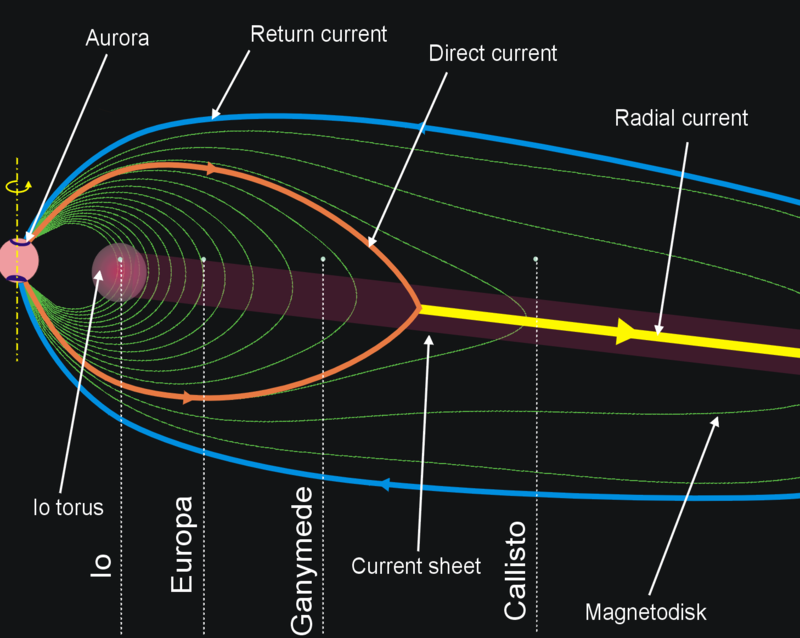 Aurora
Return current
Direct current
Radial current
Io torus
Io
Europa
Ganymede
Current sheet
Callisto
Magnetodisk